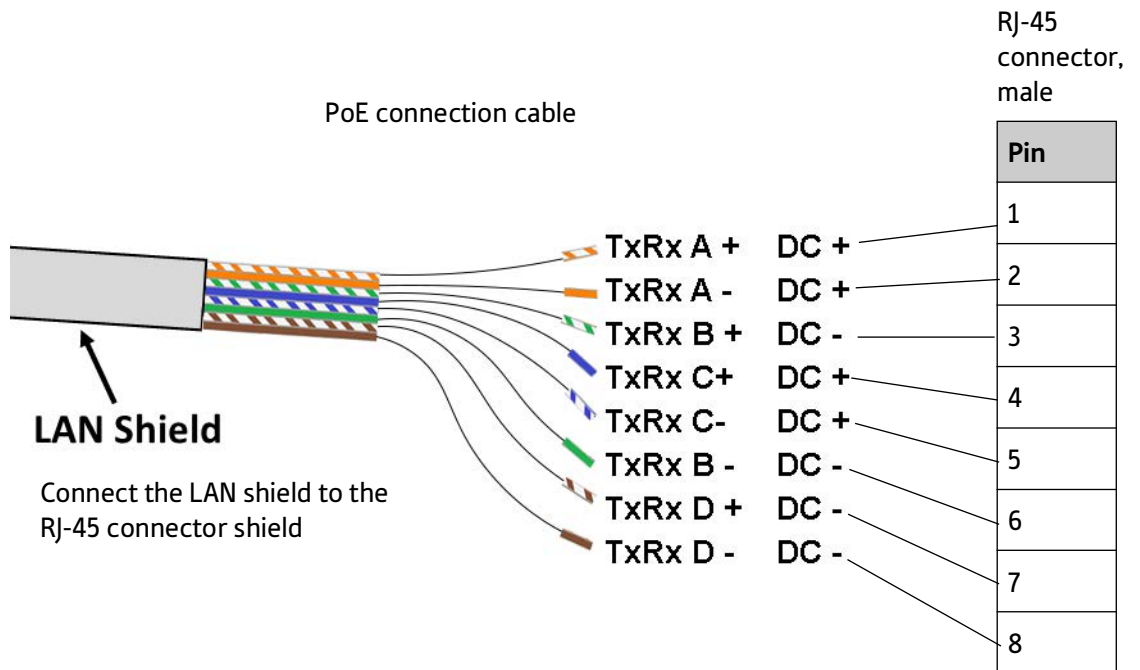 RJ-45
connector,
male
PoE connection cable
Pin
1
TxRx A + DC +
2
TxRx A - DC +
TxRx B + DC -
3
TxRx C+ DC +
4
TxRx C- DC +
LAN Shield
5
TxRx B - DC -
Connect the LAN shield to the
RJ-45 connector shield
TxRx D + DC -
6
TxRx D - DC -
7
8